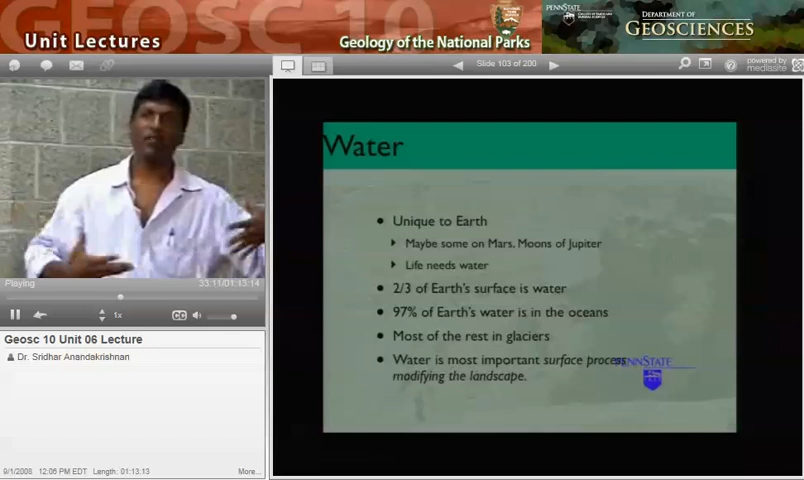 GEOSC 10
Unit Lectures
Geology of the National Parks
PENNSTATE
DEPARTMENT OF
GEOSCIENCES
Slide 103 of 200
powered by
mediasite
Water
Unique to Earth
Maybe some on Mars, Moons of Jupiter
Life needs water
2/3 of Earth's surface is water
97% of Earth's water is in the oceans
Most of the rest in glaciers
Water is most important surface process
modifying the landscape.
PENNSTATE
Playing
33:11/01:13:14
1x
CC
Geosc 10 Unit 06 Lecture
Dr. Sridhar Anandakrishnan
9/1/2008 12:06 PM EDT Length: 01:13:13
More...